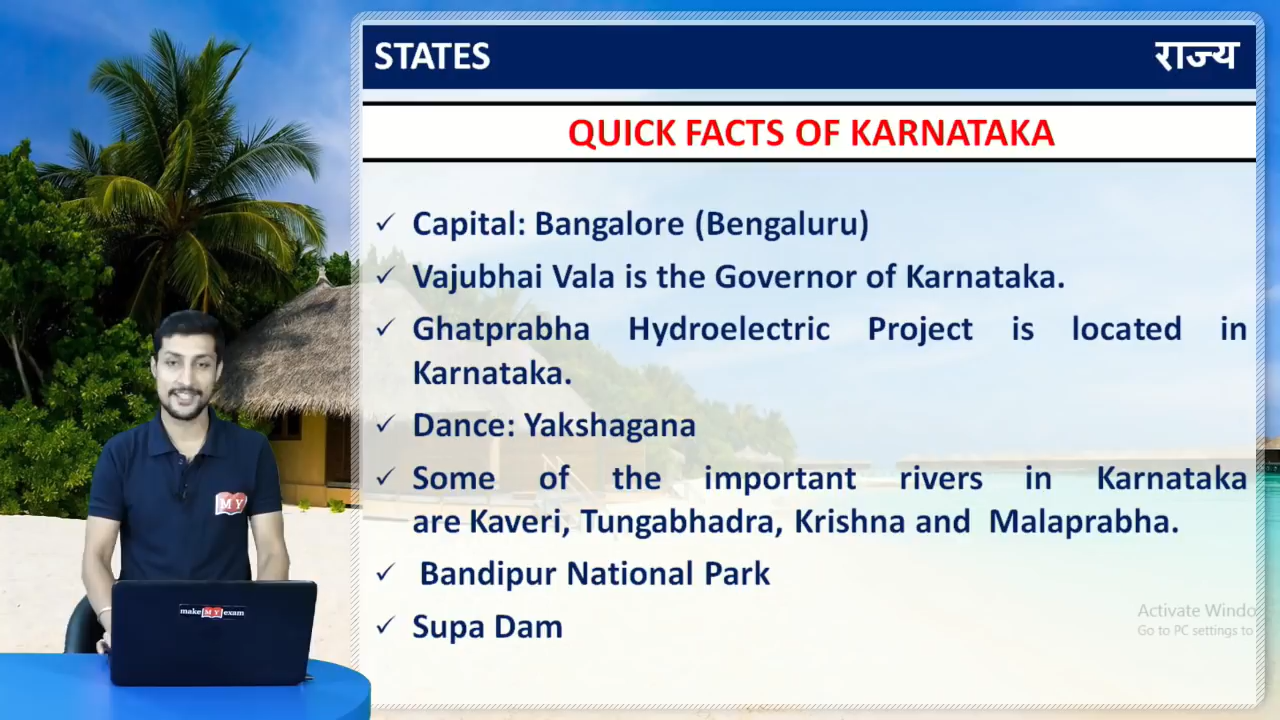 STATES राज्य
QUICK FACTS OF KARNATAKA
✓ Capital: Bangalore (Bengaluru)
✓ Vajubhai Vala is the Governor of Karnataka.
✓ Ghatprabha Hydroelectric Project is located in
Karnataka.
✓ Dance: Yakshagana
✓ Some of the important rivers in Karnataka
are Kaveri, Tungabhadra, Krishna and Malaprabha.
✓ Bandipur National Park
✓ Supa Dam
MY
make MY exam
Activate Windo
Go to PC settings to